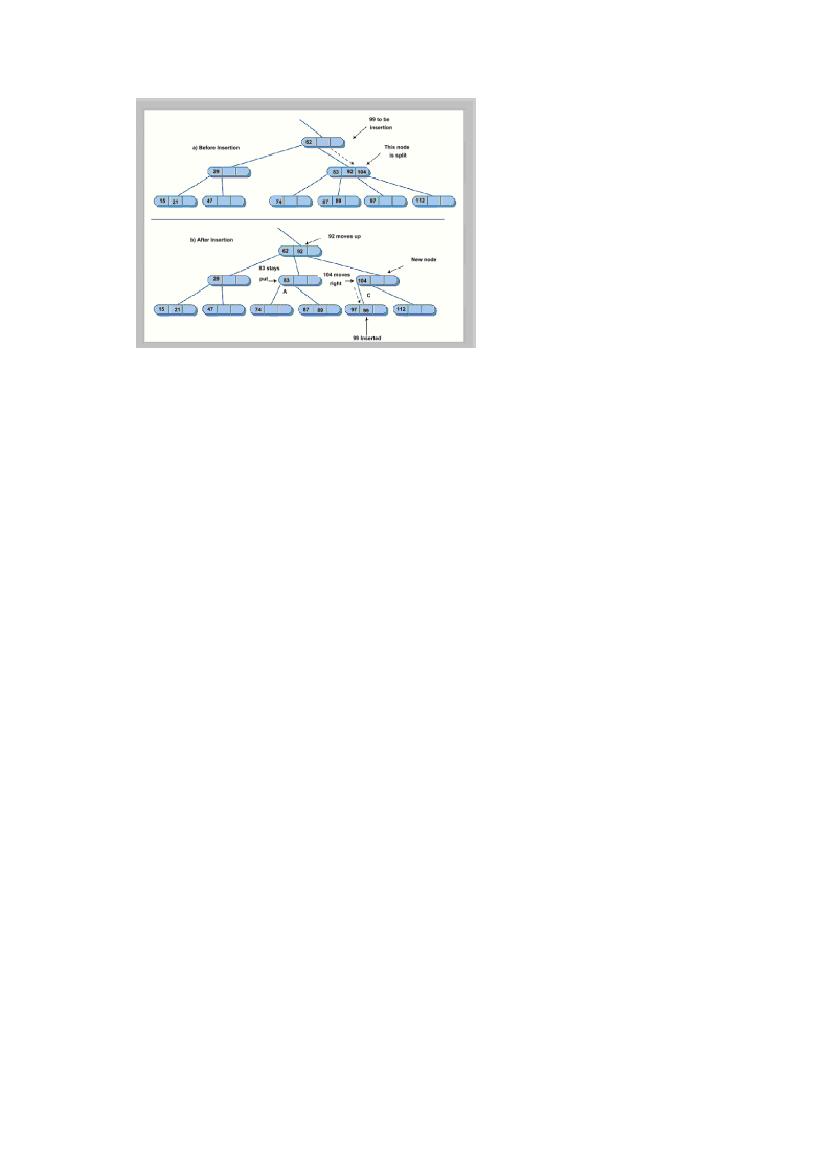 99 to be
insertion
a) Before Insertion
62
This node
is split
29
83 92 104
15 21
47
74
87 89
97
112
b) After Insertion
92 moves up
62 92
New node
83 stays
put
104 moves
right
29
83
104
A
C
15 21
47
74
87 89
97 99
112
99 Inserted